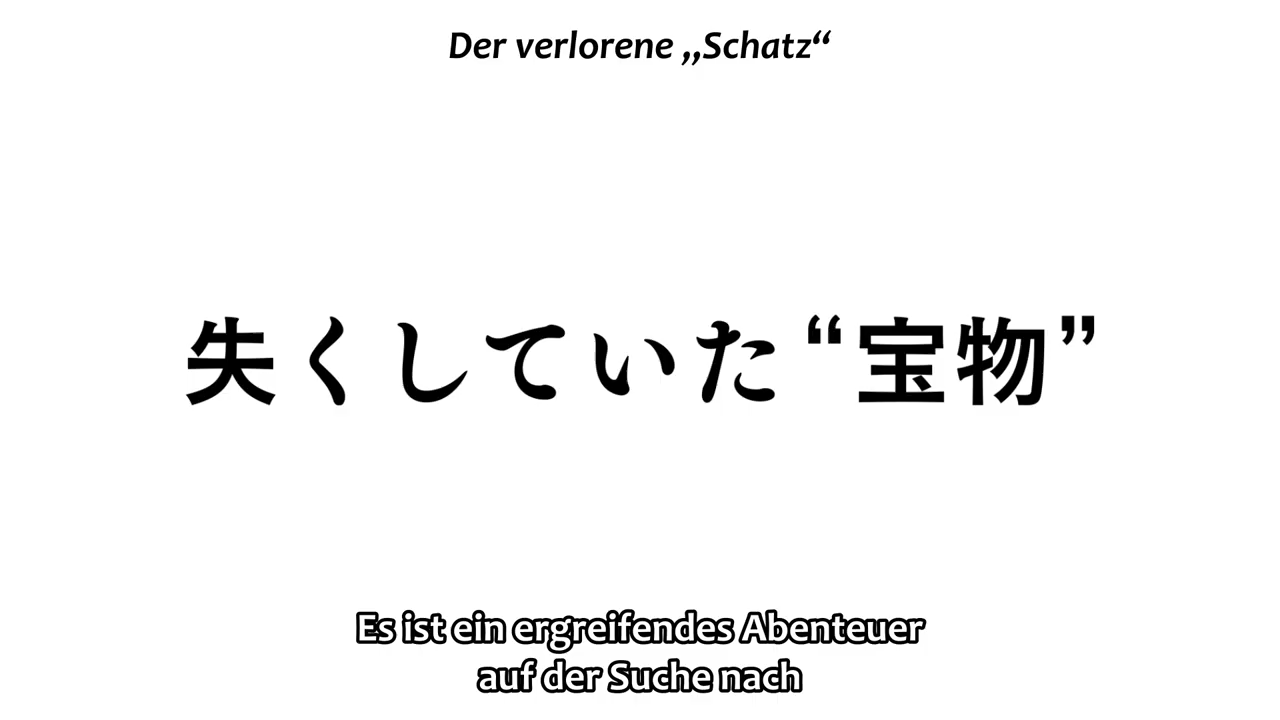 Der verlorene „Schatz“
失くしていた“宝物”
Es ist ein ergreifendes Abenteuer
auf der Suche nach